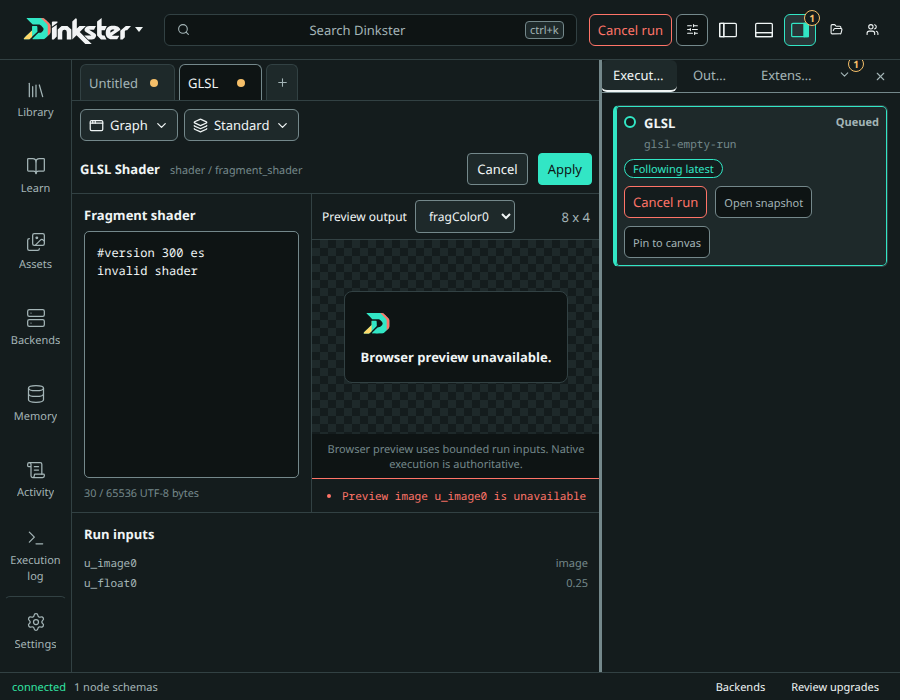 Dinkster
Search Dinkster
ctrl+k
Cancel run
1
Library
Learn
Assets
Backends
Memory
Activity
Execution
log
Settings
Untitled
GLSL
+
Graph
Standard
GLSL Shader
shader / fragment_shader
Cancel
Apply
Fragment shader
#version 300 es
invalid shader
30 / 65536 UTF-8 bytes
Preview output
fragColor0
8 x 4
Browser preview unavailable.
Browser preview uses bounded run inputs. Native
execution is authoritative.
• Preview image u_image0 is unavailable
Run inputs
u_image0
image
u_float0
0.25
Execut...
Out...
Extens...
1
GLSL
Queued
glsl-empty-run
Following latest
Cancel run
Open snapshot
Pin to canvas
connected
1 node schemas
Backends
Review upgrades